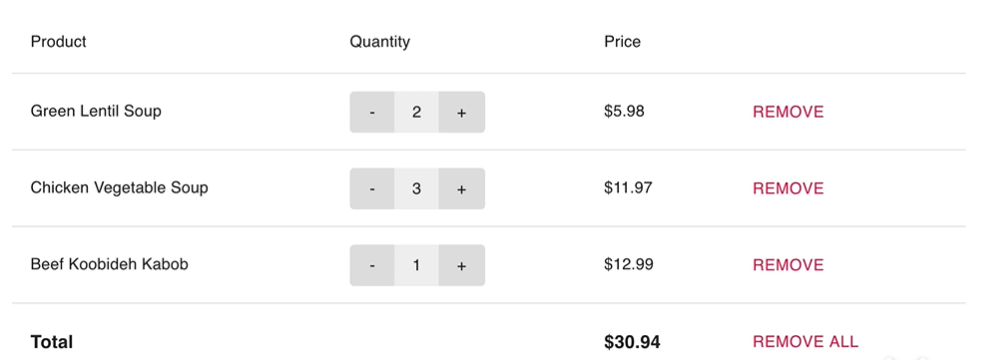 Product Quantity Price
Green Lentil Soup - 2 + $5.98 REMOVE
Chicken Vegetable Soup - 3 + $11.97 REMOVE
Beef Koobideh Kabob - 1 + $12.99 REMOVE
Total $30.94 REMOVE ALL